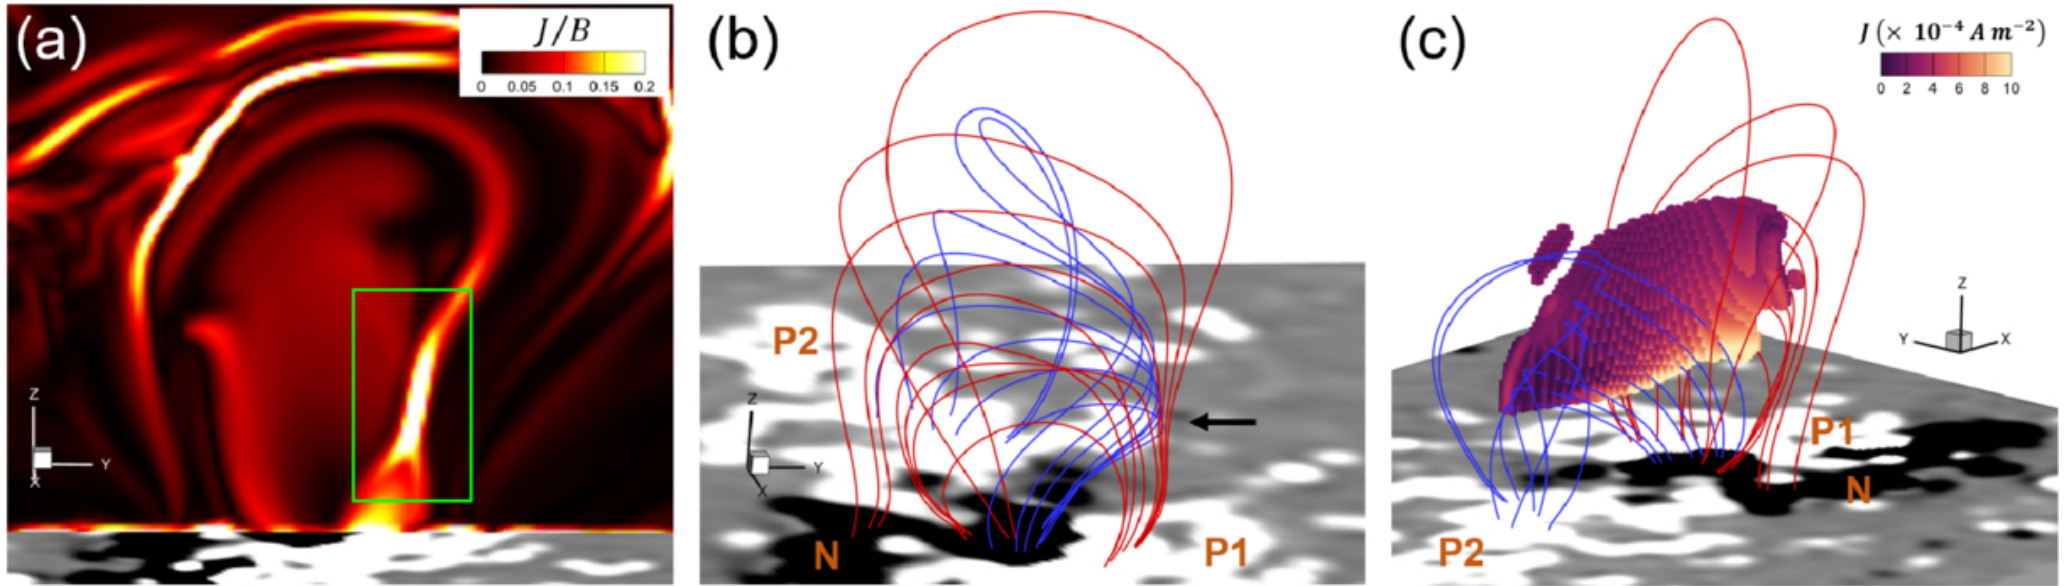 (a)
J/B
0 0.05 0.1 0.15 0.2
Z
Y
X
(b)
P2
Z
Y
X
N
P1
(c)
J (× 10⁻⁴ A m⁻²)
0 2 4 6 8 10
Z
Y
X
P1
N
P2